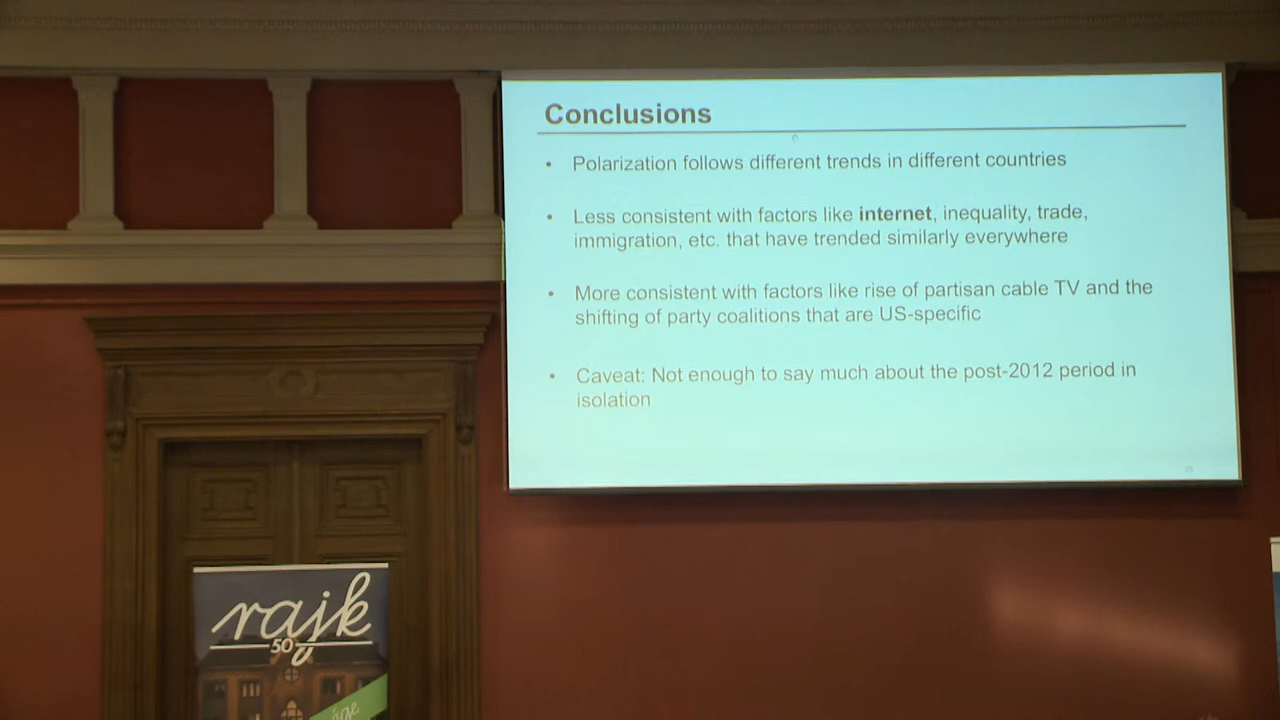 Conclusions
• Polarization follows different trends in different countries
• Less consistent with factors like internet, inequality, trade,
immigration, etc. that have trended similarly everywhere
• More consistent with factors like rise of partisan cable TV and the
shifting of party coalitions that are US-specific
• Caveat: Not enough to say much about the post-2012 period in
isolation
rajk
50